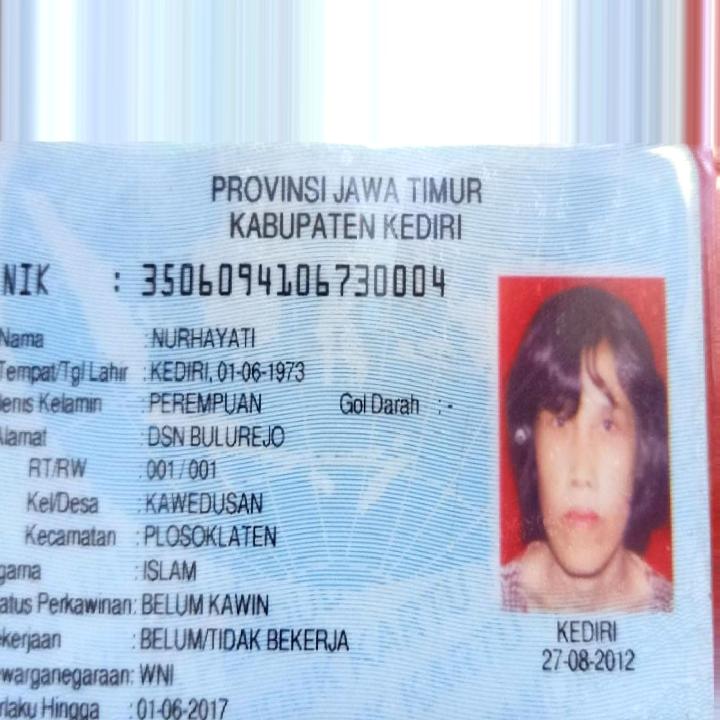 PROVINSI JAWA TIMUR
KABUPATEN KEDIRI
NIK : 3506094106730004
Nama : NURHAYATI
Tempat/Tgl Lahir : KEDIRI, 01-06-1973
Jenis Kelamin : PEREMPUAN Gol Darah : -
Alamat : DSN BULUREJO
RT/RW : 001/001
Kel/Desa : KAWEDUSAN
Kecamatan : PLOSOKLATEN
gama : ISLAM
atus Perkawinan: BELUM KAWIN
ekerjaan : BELUM/TIDAK BEKERJA
ewarganegaraan: WNI
erlaku Hingga : 01-06-2017
KEDIRI
27-08-2012